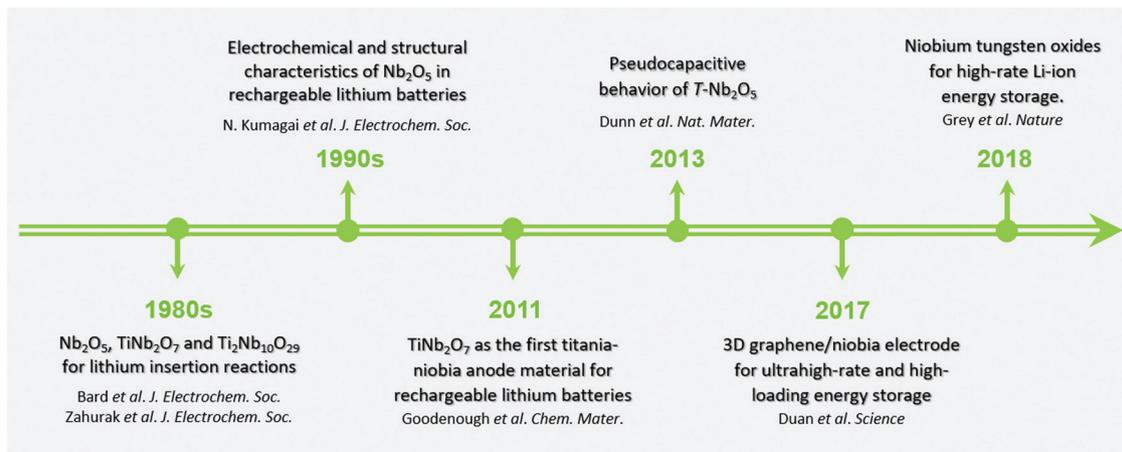 Electrochemical and structural
characteristics of Nb₂O₅ in
rechargeable lithium batteries
N. Kumagai et al. J. Electrochem. Soc.
1990s
Pseudocapacitive
behavior of T-Nb₂O₅
Dunn et al. Nat. Mater.
2013
Niobium tungsten oxides
for high-rate Li-ion
energy storage.
Grey et al. Nature
2018
1980s
Nb₂O₅, TiNb₂O₇ and Ti₂Nb₁₀O₂₉
for lithium insertion reactions
Bard et al. J. Electrochem. Soc.
Zahurak et al. J. Electrochem. Soc.
2011
TiNb₂O₇ as the first titania-
niobia anode material for
rechargeable lithium batteries
Goodenough et al. Chem. Mater.
2017
3D graphene/niobia electrode
for ultrahigh-rate and high-
loading energy storage
Duan et al. Science